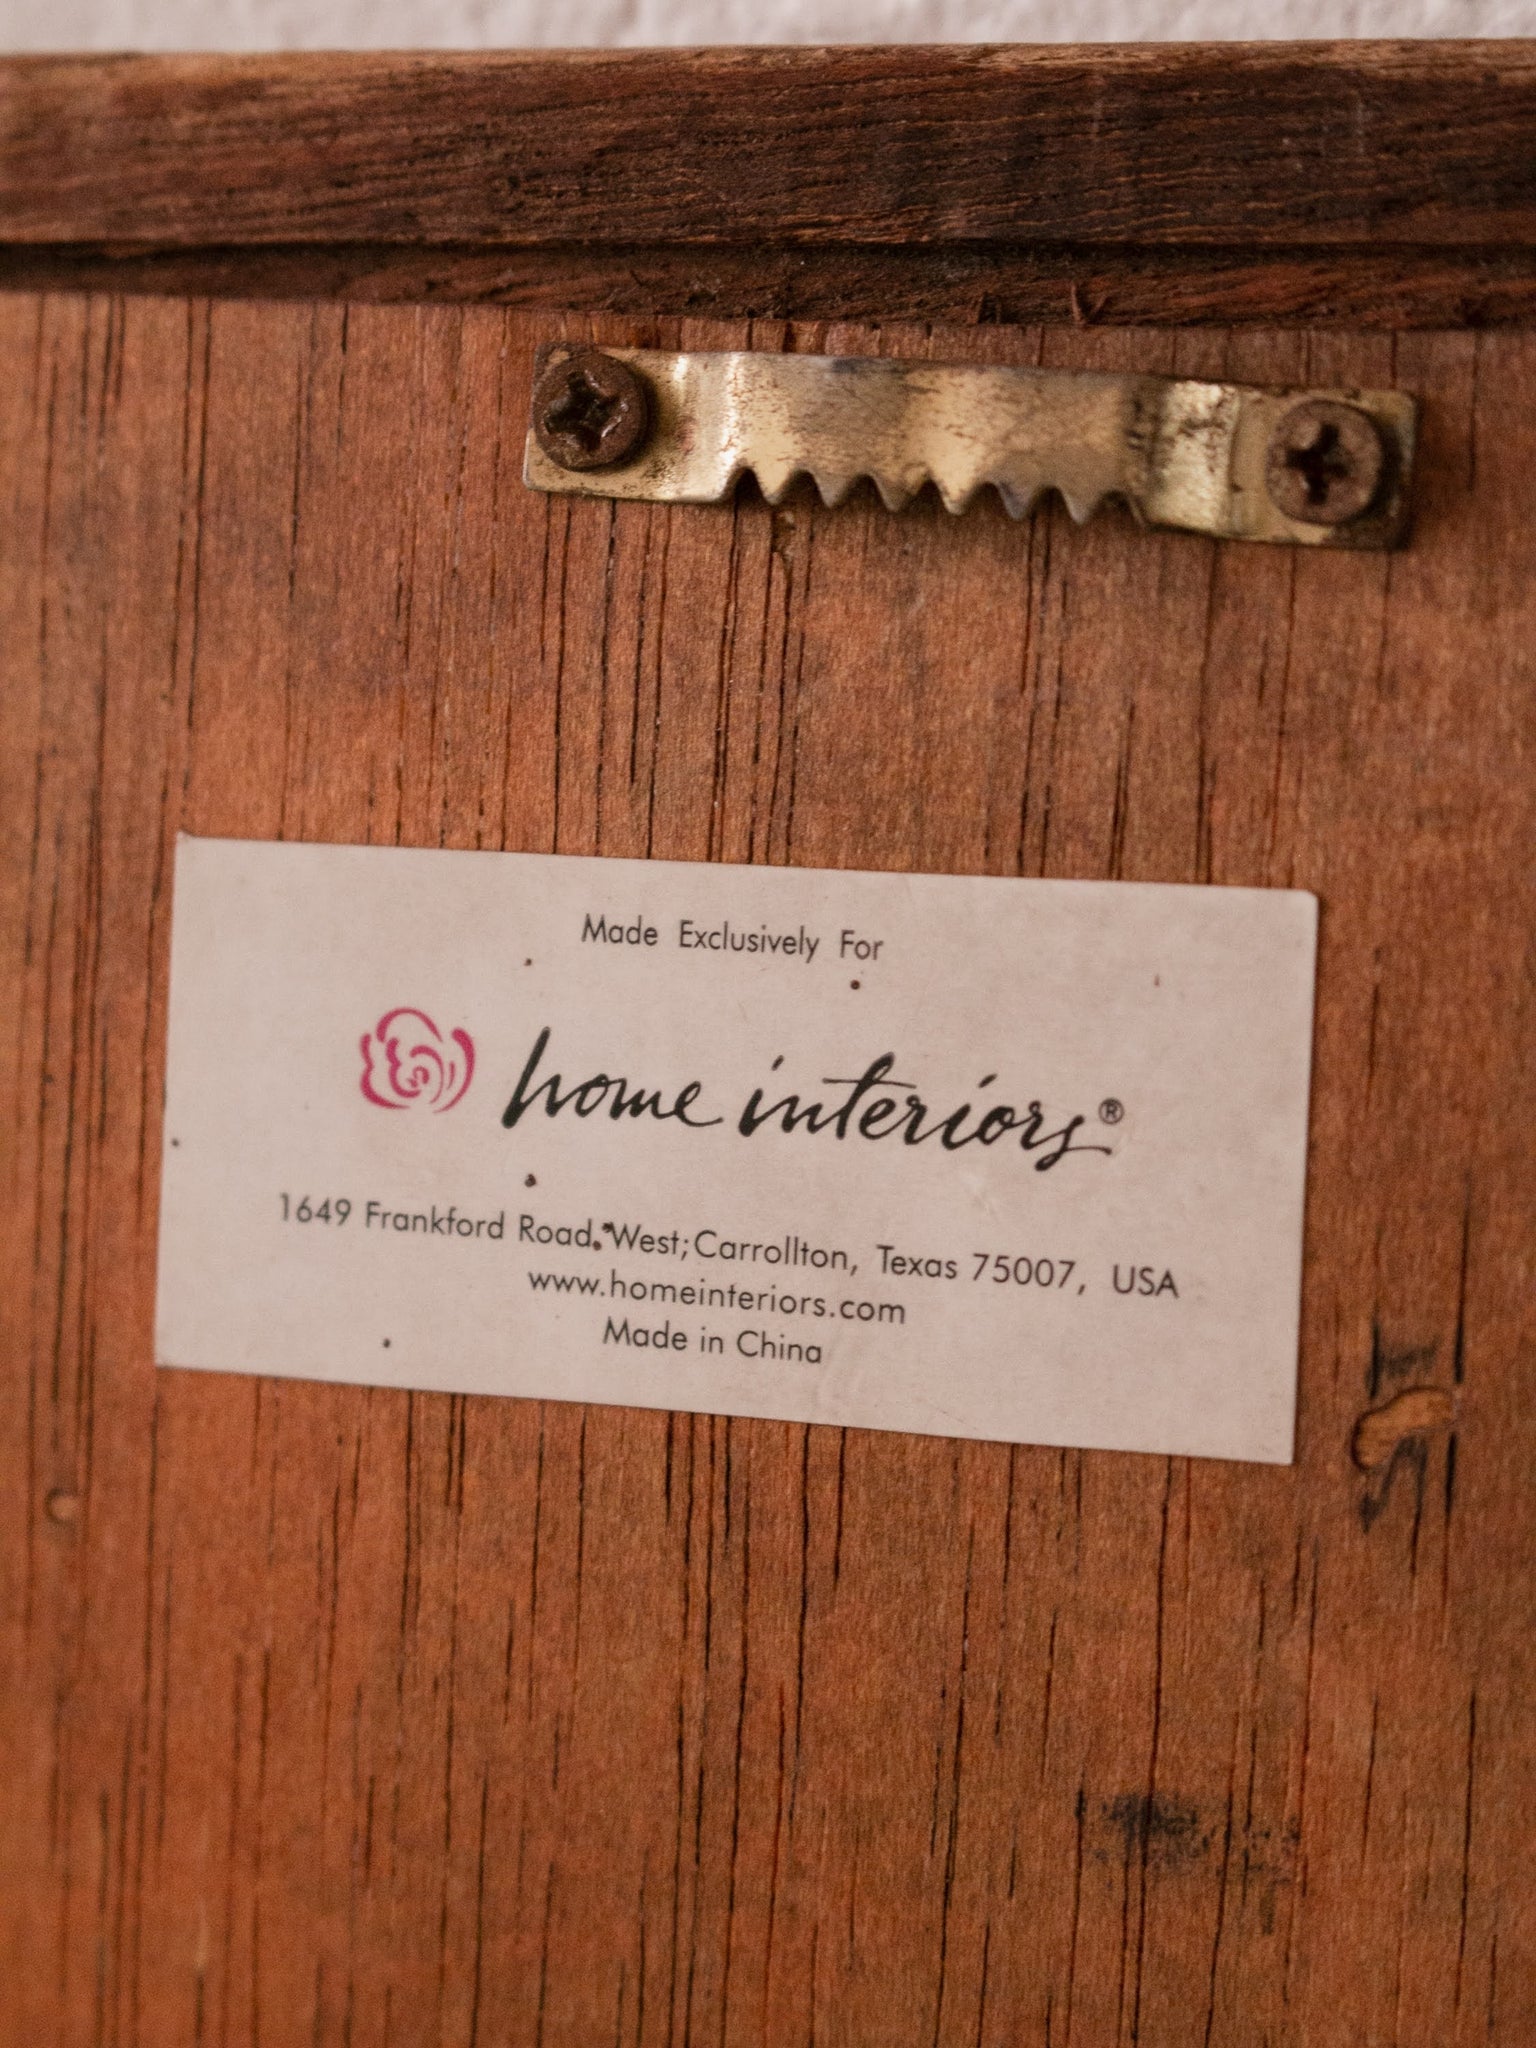 Made Exclusively For
home interiors®
1649 Frankford Road, West; Carrollton, Texas 75007, USA
www.homeinteriors.com
Made in China